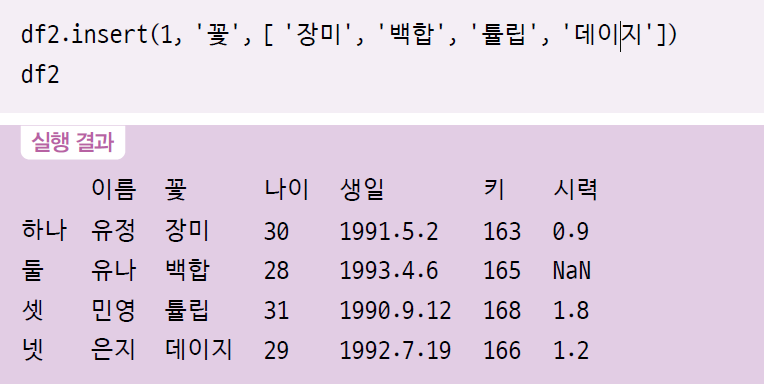 df2.insert(1, '꽃', [ '장미', '백합', '튤립', '데이지'])
df2
실행 결과
이름 꽃 나이 생일 키 시력
하나 유정 장미 30 1991.5.2 163 0.9
둘 유나 백합 28 1993.4.6 165 NaN
셋 민영 튤립 31 1990.9.12 168 1.8
넷 은지 데이지 29 1992.7.19 166 1.2